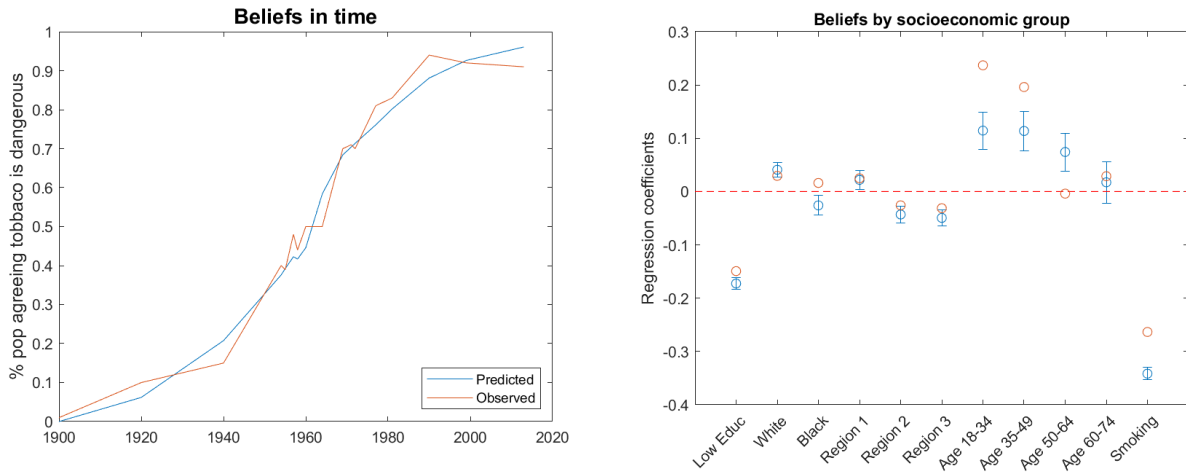 Beliefs in time
% pop agreeing tobbaco is dangerous
1
0.9
0.8
0.7
0.6
0.5
0.4
0.3
0.2
0.1
0
1900 1920 1940 1960 1980 2000 2020
Predicted
Observed
Beliefs by socioeconomic group
Regression coefficients
0.3
0.2
0.1
0
-0.1
-0.2
-0.3
-0.4
Low Educ
White
Black
Region 1
Region 2
Region 3
Age 18-34
Age 35-49
Age 50-64
Age 60-74
Smoking